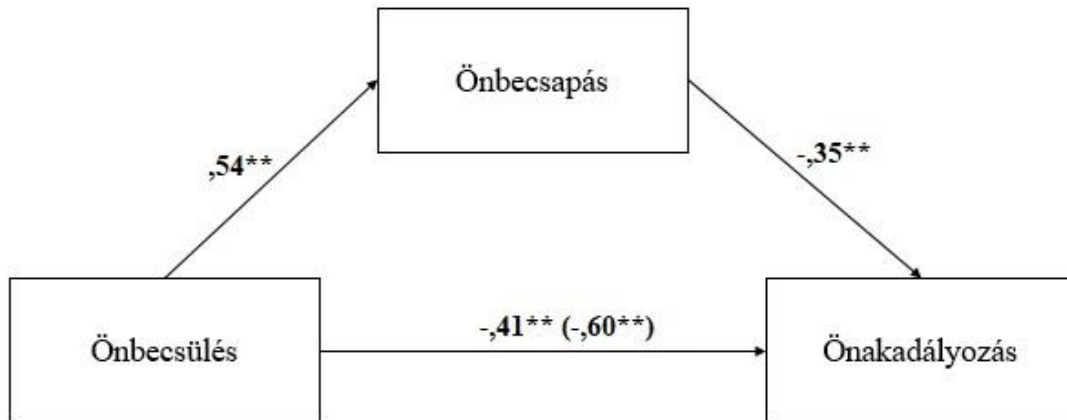 Önbecsapás
,54**
-,35**
-,41** (-,60**)
Önbecsülés
Önakadályozás